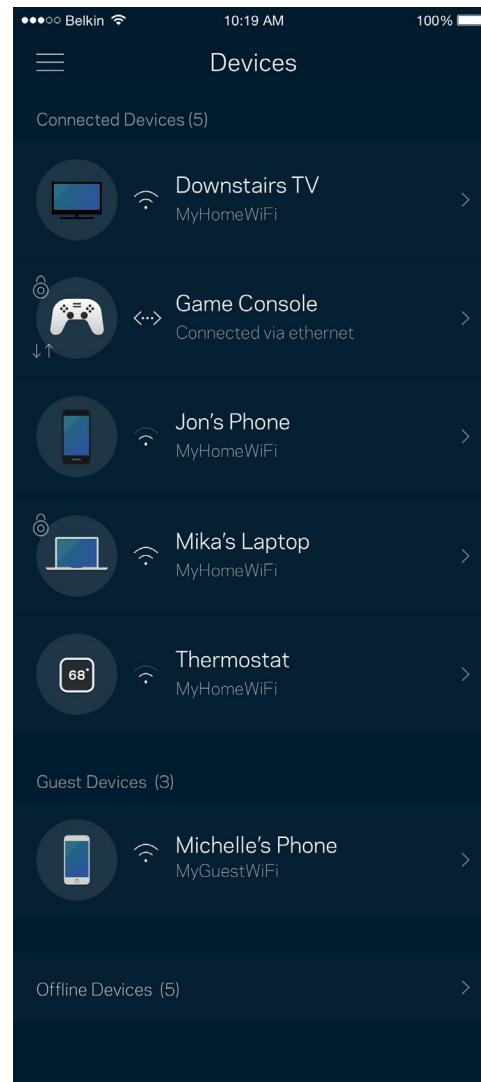 Belkin 10:19 AM 100%
Devices
Connected Devices (5)
Downstairs TV
MyHomeWiFi
Game Console
Connected via ethernet
Jon's Phone
MyHomeWiFi
Mika's Laptop
MyHomeWiFi
68°
Thermostat
MyHomeWiFi
Guest Devices (3)
Michelle's Phone
MyGuestWiFi
Offline Devices (5)